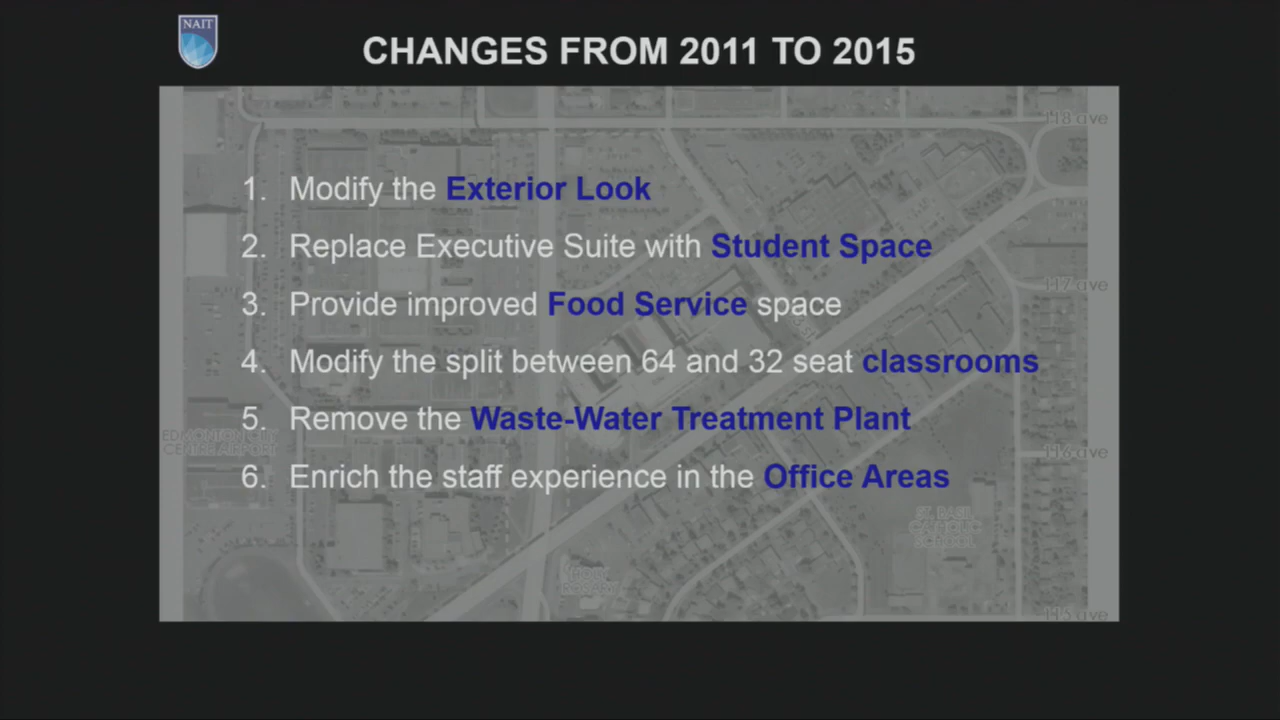 NAIT
CHANGES FROM 2011 TO 2015
118 ave
1. Modify the Exterior Look
2. Replace Executive Suite with Student Space
117 ave
3. Provide improved Food Service space
4. Modify the split between 64 and 32 seat classrooms
5. Remove the Waste-Water Treatment Plant
EDMONTON CITY
CENTRE AIRPORT
116 ave
6. Enrich the staff experience in the Office Areas
ST. BASIL
CATHOLIC
SCHOOL
HOLY
ROSARY
115 ave